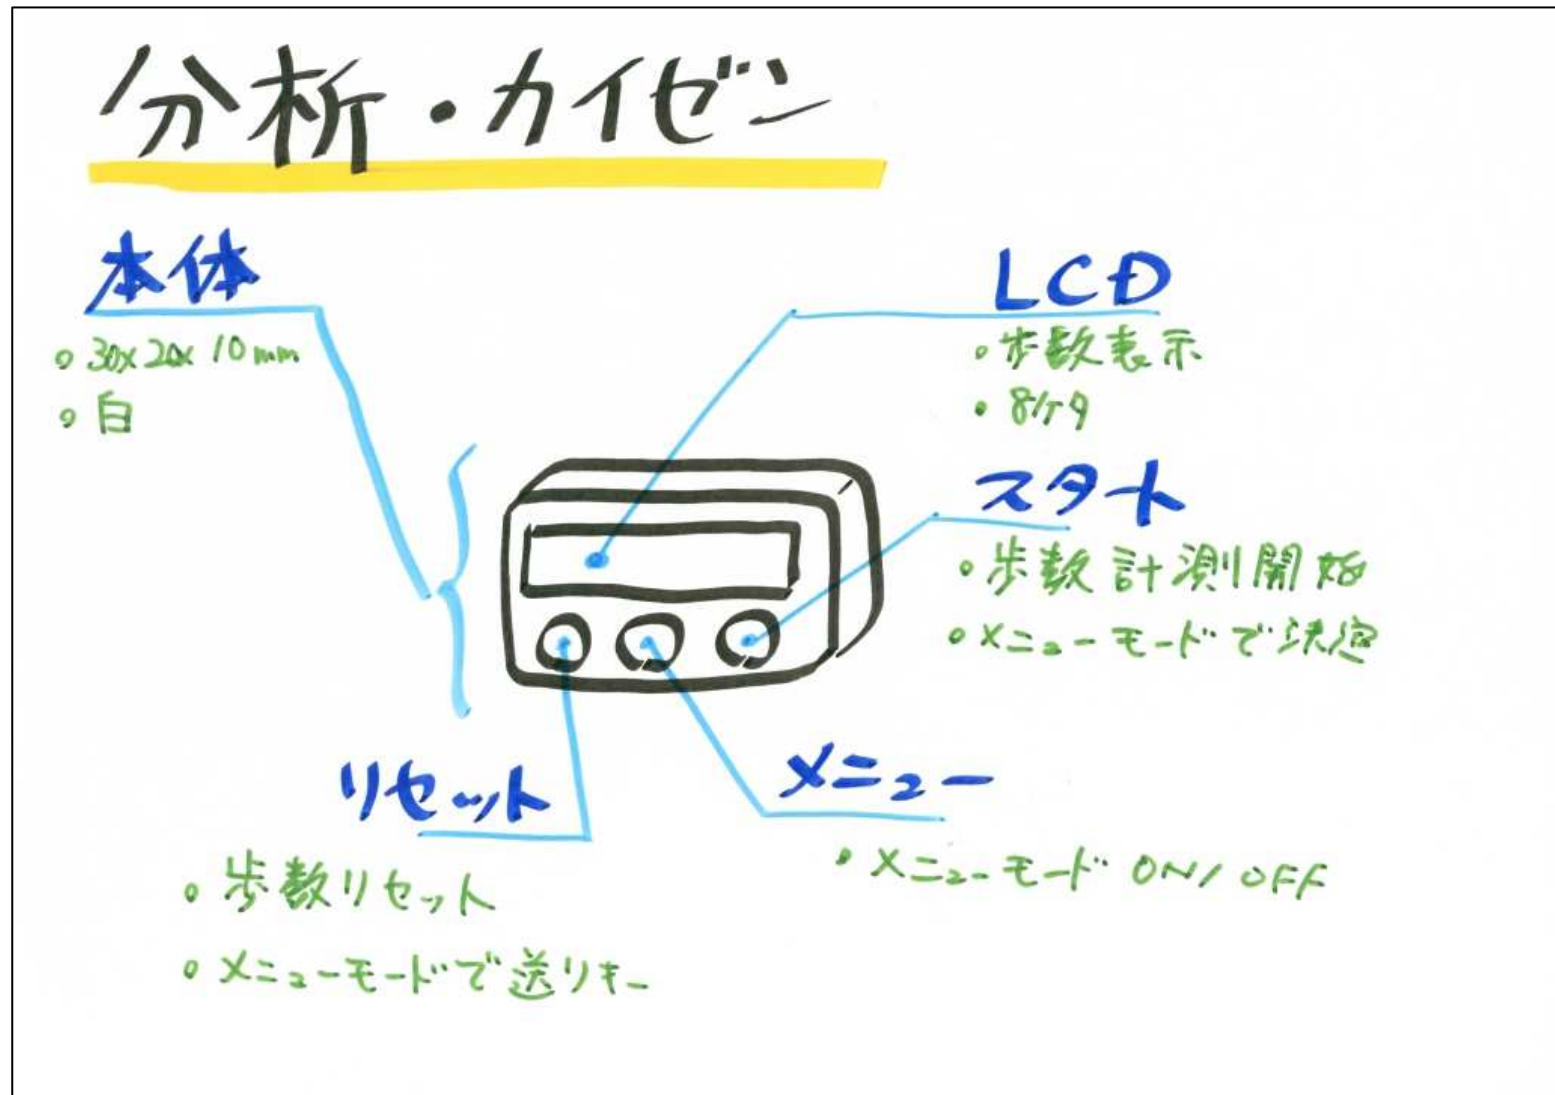 分析・カイゼン
本体
• 30x20x10mm
• 白
LCD
• 歩数表示
• 8ケタ
スタート
• 歩数計測開始
• メニューモードで決定
リセット
• 歩数リセット
• メニューモードで送りキー
メニュー
• メニューモード ON/OFF